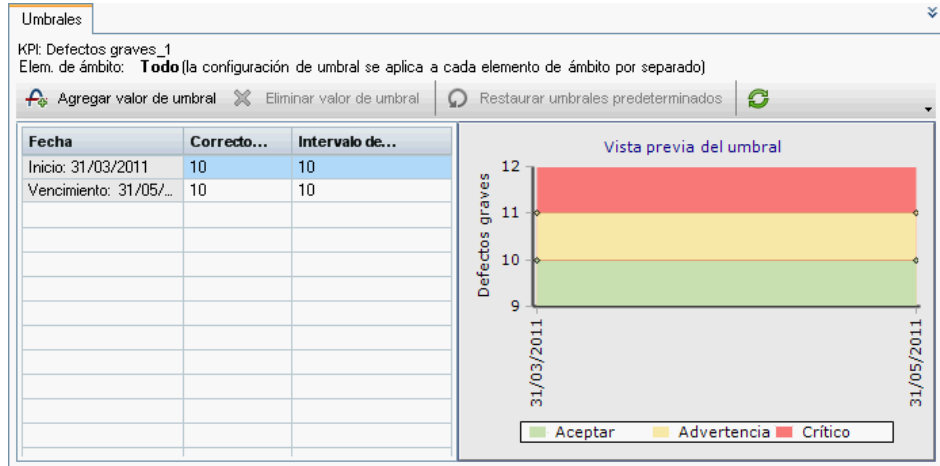 Umbrales
KPI: Defectos graves_1
Elem. de ámbito: Todo (la configuración de umbral se aplica a cada elemento de ámbito por separado)
Agregar valor de umbral Eliminar valor de umbral Restaurar umbrales predeterminados
Fecha Correcto... Intervalo de...
Inicio: 31/03/2011 10 10
Vencimiento: 31/05/... 10 10
Vista previa del umbral
12
11
10
9
Defectos graves
31/03/2011
31/05/2011
Aceptar Advertencia Crítico